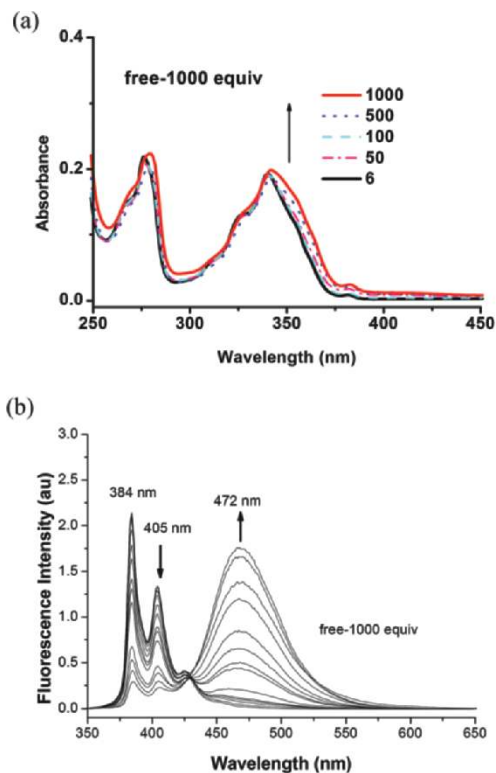 (a)
0.4
free-1000 equiv
1000
500
100
50
6
0.2
0.0
Absorbance
250 300 350 400 450
Wavelength (nm)
(b)
3.0
2.5
384 nm
405 nm
472 nm
2.0
1.5
free-1000 equiv
1.0
0.5
0.0
Fluorescence Intensity (au)
350 400 450 500 550 600 650
Wavelength (nm)